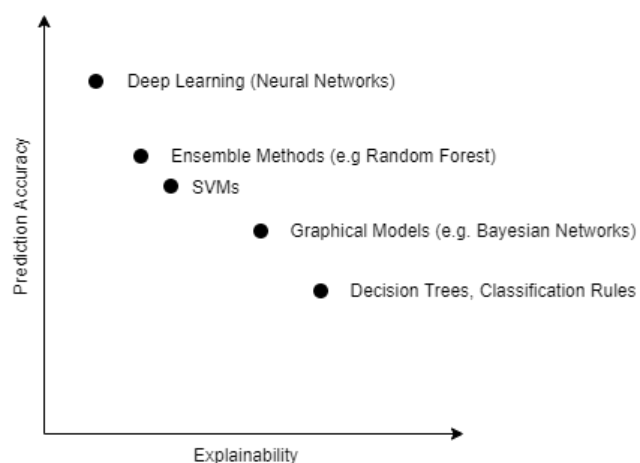 Deep Learning (Neural Networks)
Ensemble Methods (e.g Random Forest)
SVMs
Graphical Models (e.g. Bayesian Networks)
Decision Trees, Classification Rules
Prediction Accuracy
Explainability